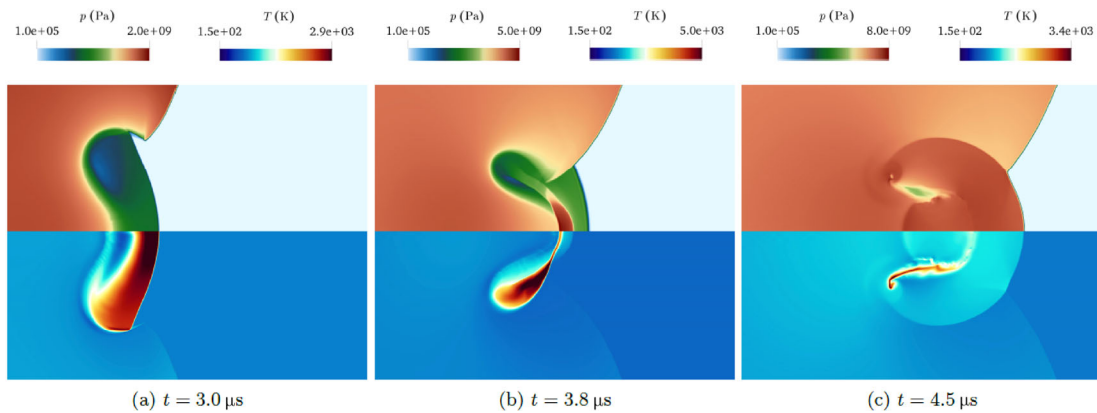 p (Pa) T (K) p (Pa) T (K) p (Pa) T (K)
1.0e+05 2.0e+09 1.5e+02 2.9e+03 1.0e+05 5.0e+09 1.5e+02 5.0e+03 1.0e+05 8.0e+09 1.5e+02 3.4e+03
(a) t = 3.0 µs (b) t = 3.8 µs (c) t = 4.5 µs